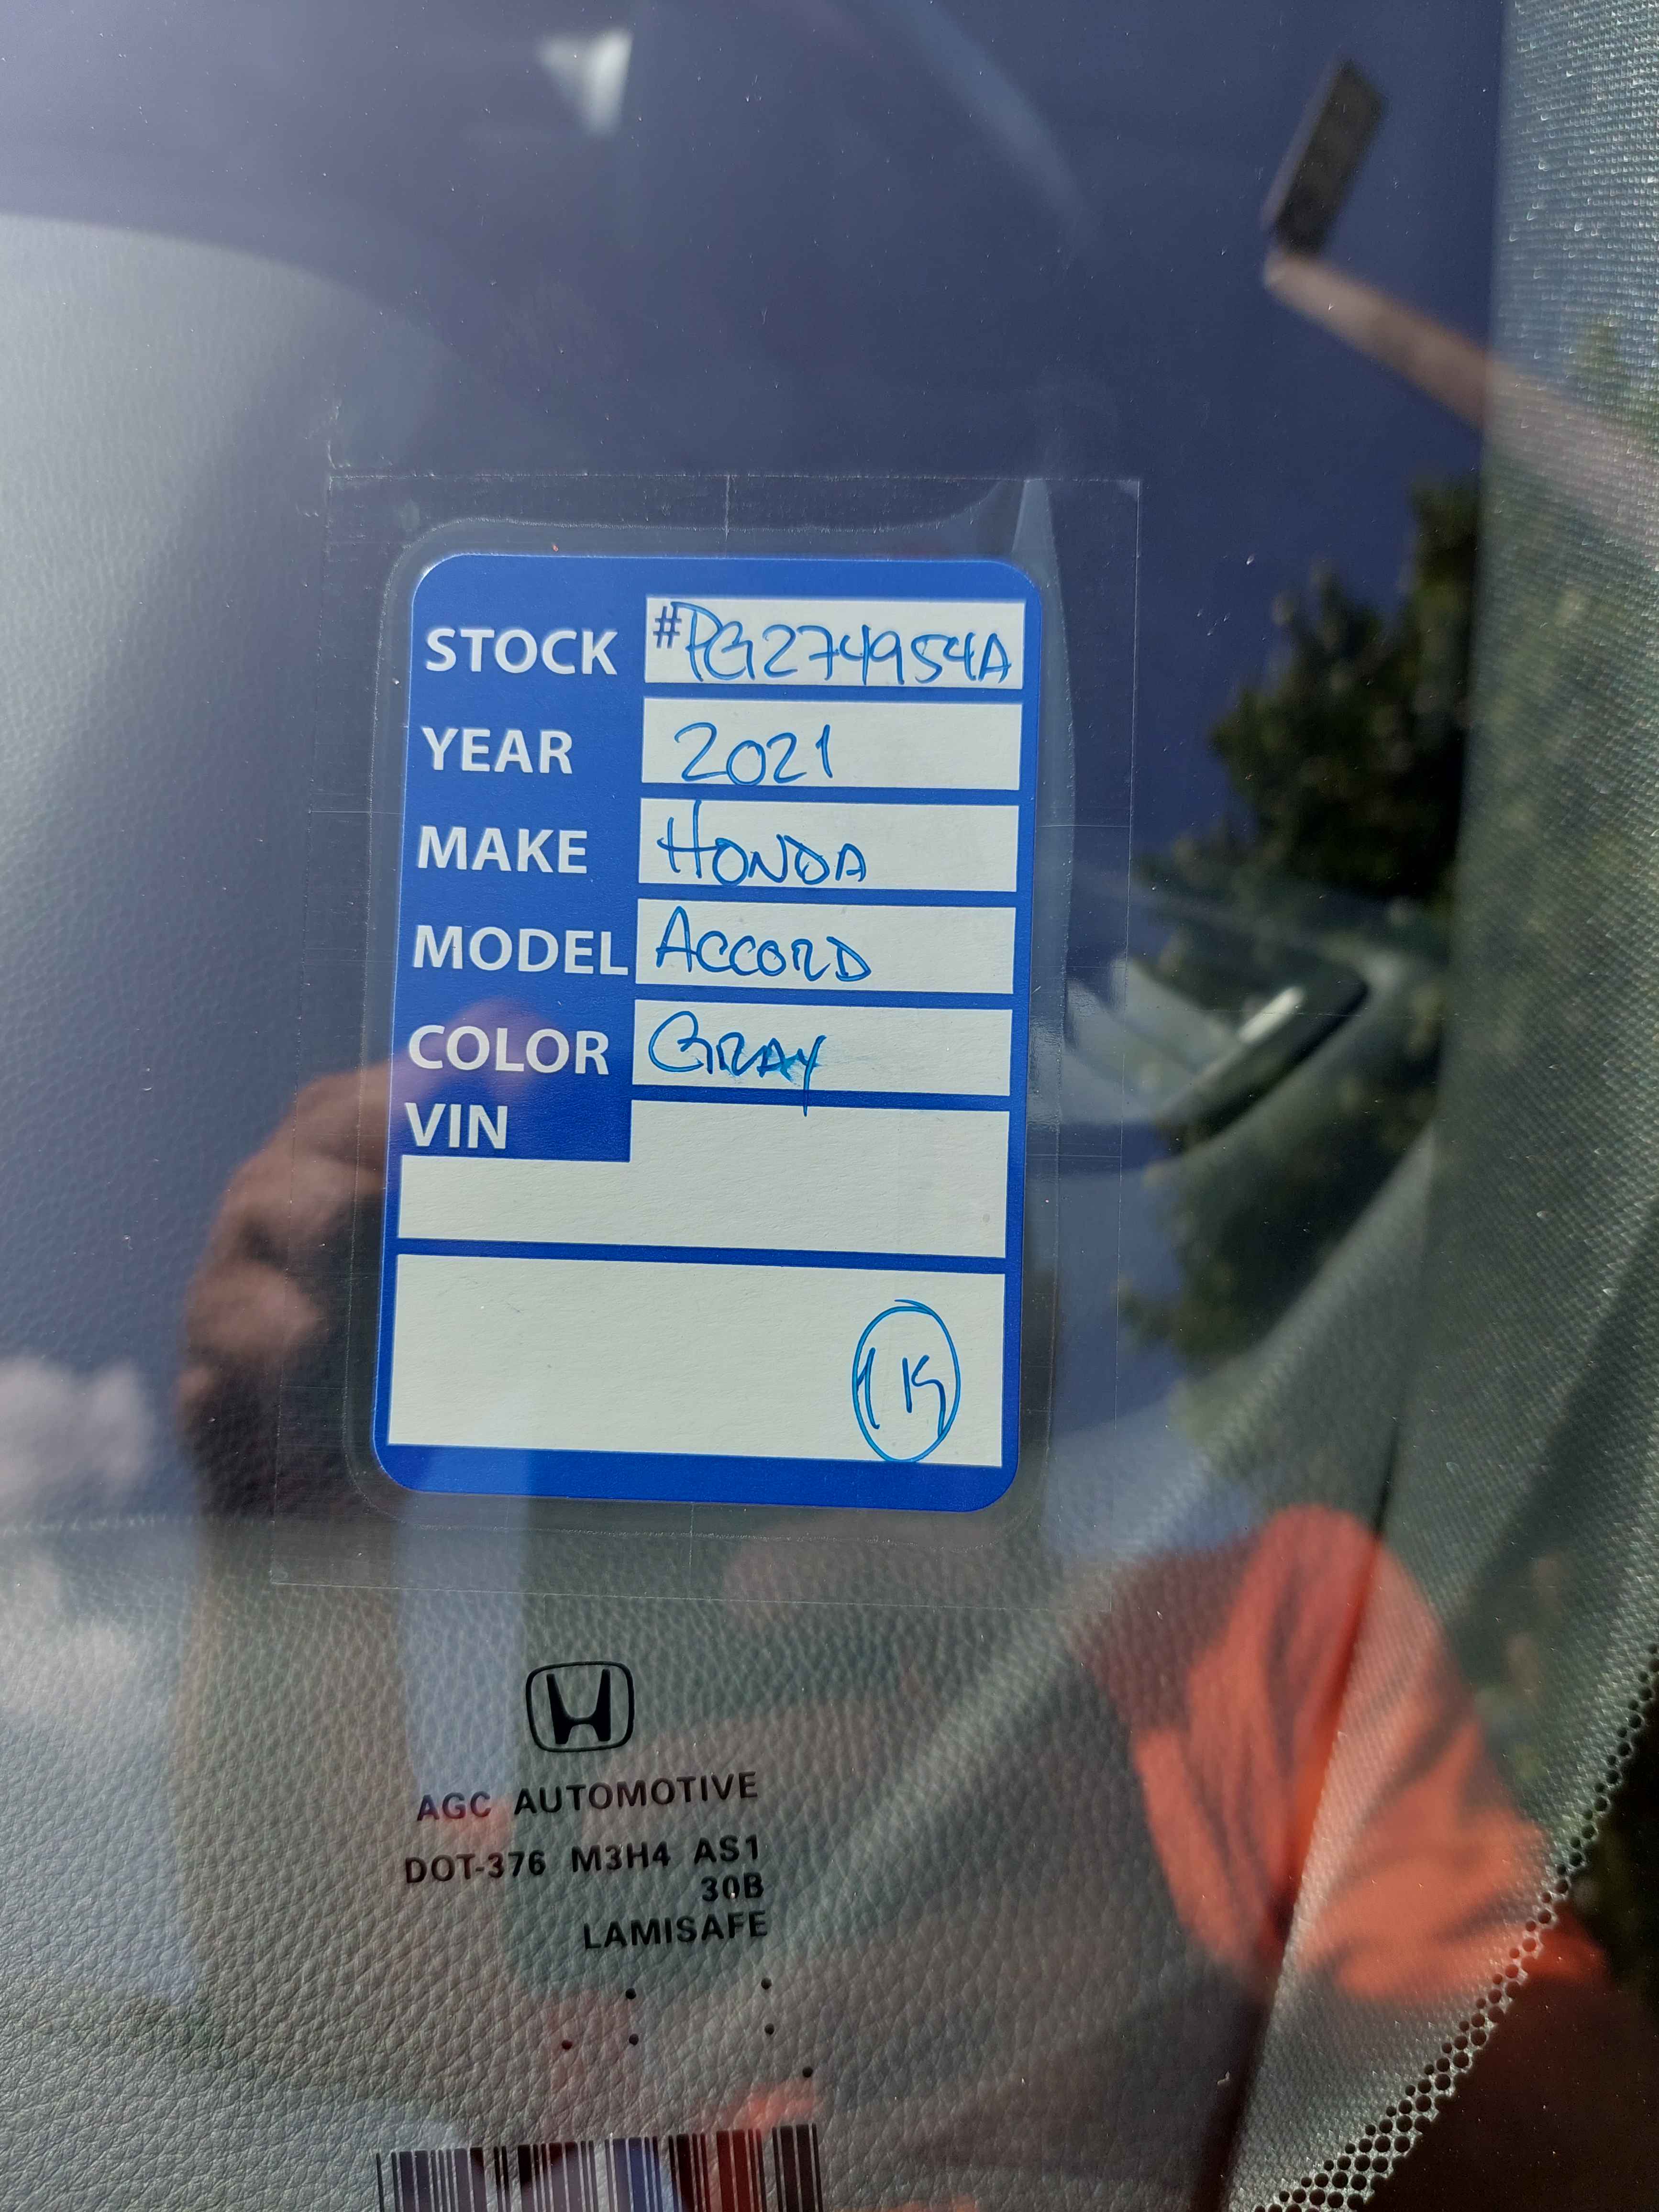 STOCK #PG274954A
YEAR 2021
MAKE HONDA
MODEL ACCORD
COLOR GRAY
VIN
AGC AUTOMOTIVE
DOT-376 M3H4 AS1
30B
LAMISAFE